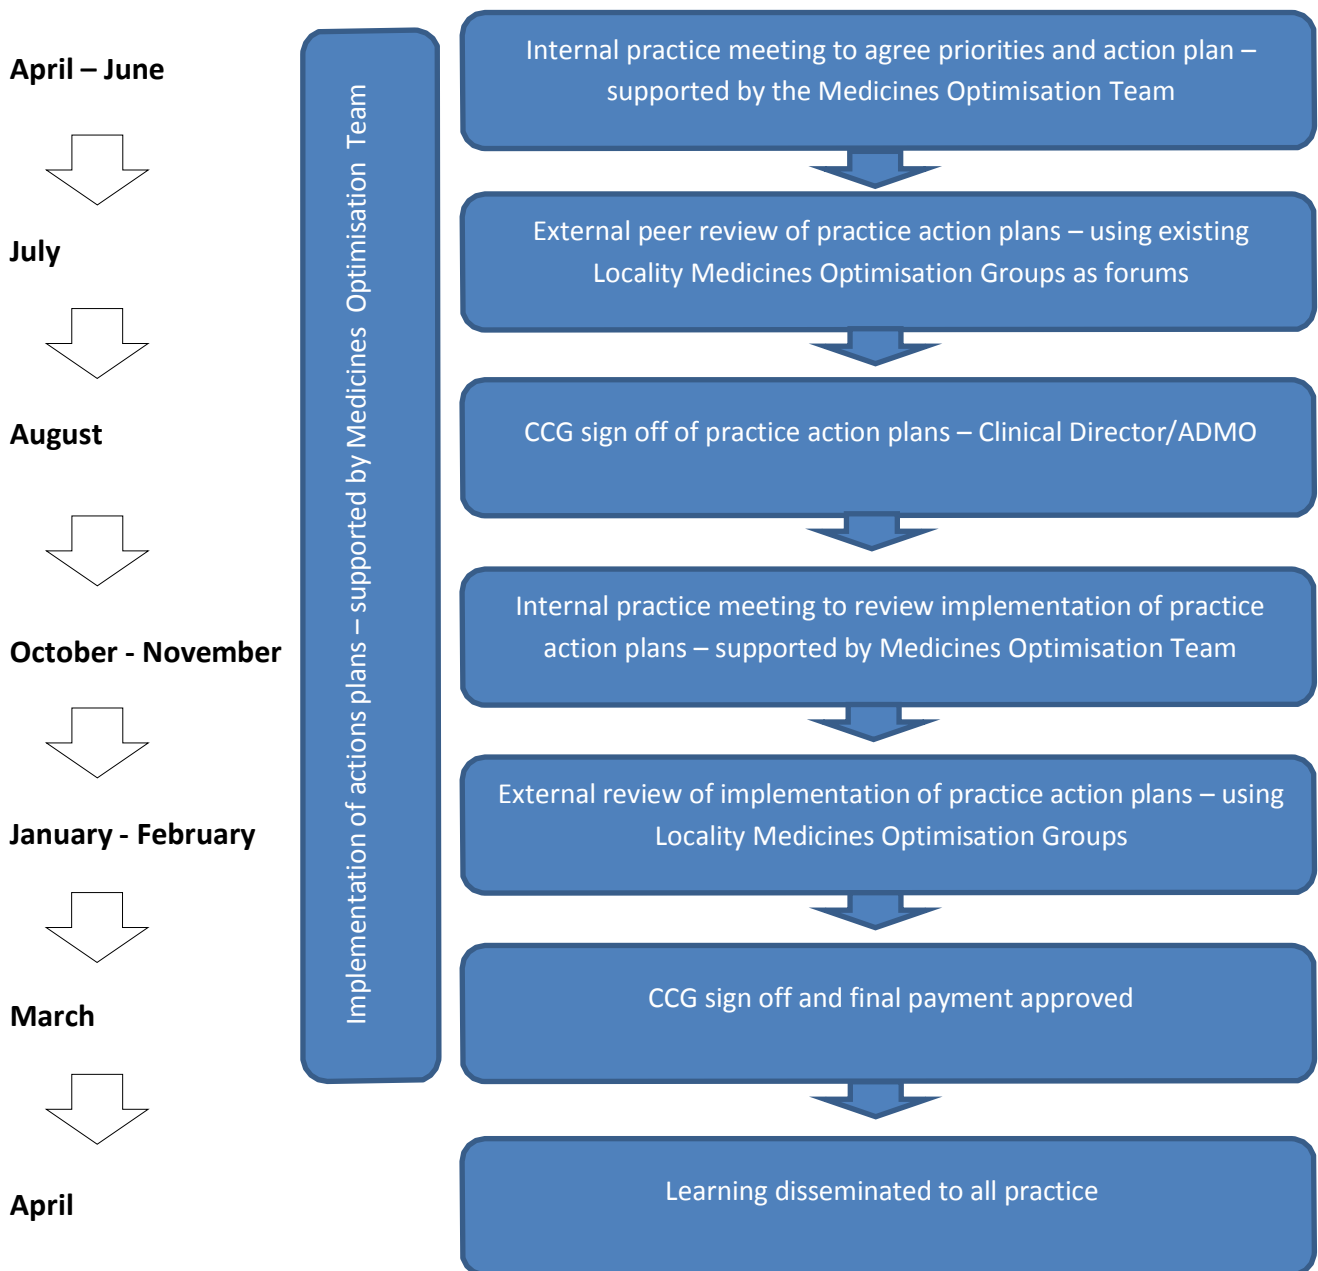 April – June
Internal practice meeting to agree priorities and action plan –
supported by the Medicines Optimisation Team
Implementation of actions plans – supported by Medicines Optimisation Team
July
External peer review of practice action plans – using existing
Locality Medicines Optimisation Groups as forums
August
CCG sign off of practice action plans – Clinical Director/ADMO
October - November
Internal practice meeting to review implementation of practice
action plans – supported by Medicines Optimisation Team
January - February
External review of implementation of practice action plans – using
Locality Medicines Optimisation Groups
March
CCG sign off and final payment approved
April
Learning disseminated to all practice